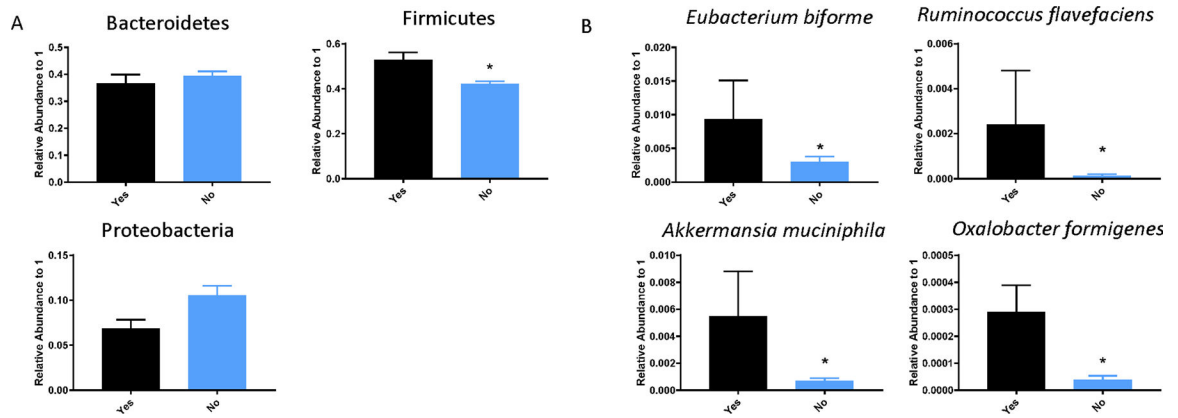 A
Bacteroidetes
Relative Abundance to 1
0.5
0.4
0.3
0.2
0.1
0.0
Yes
No
Firmicutes
Relative Abundance to 1
0.6
0.4
0.2
0.0
*
Yes
No
Proteobacteria
Relative Abundance to 1
0.15
0.10
0.05
0.00
Yes
No
B
Eubacterium biforme
Relative Abundance to 1
0.020
0.015
0.010
0.005
0.000
*
Yes
No
Ruminococcus flavefaciens
Relative Abundance to 1
0.006
0.004
0.002
0.000
*
Yes
No
Akkermansia muciniphila
Relative Abundance to 1
0.010
0.008
0.006
0.004
0.002
0.000
*
Yes
No
Oxalobacter formigenes
Relative Abundance to 1
0.0005
0.0004
0.0003
0.0002
0.0001
0.0000
*
Yes
No